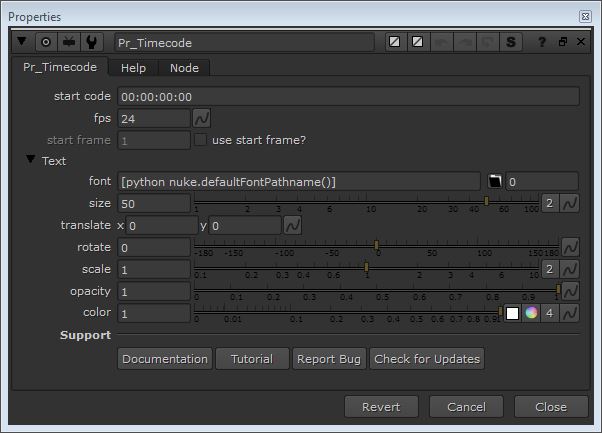 Properties
Pr_Timecode S ?
Pr_Timecode Help Node
start code 00:00:00:00
fps 24
start frame 1 use start frame?
Text
font [python nuke.defaultFontPathname()] 0
size 50 2
1 2 3 4 6 10 20 30 60 100
translate x 0 y 0
rotate 0
-180 -150 -100 -50 0 50 100 150 180
scale 1 2
0.1 0.2 0.3 0.4 1 2 3 4 6 10
opacity 1
0 0.1 0.2 0.3 0.4 0.5 0.6 0.7 0.8 0.9 1
color 1 4
0 0.01 0.1 0.2 0.3 0.4 0.5 0.6 0.7 0.8 0.91
Support
Documentation Tutorial Report Bug Check for Updates
Revert Cancel Close